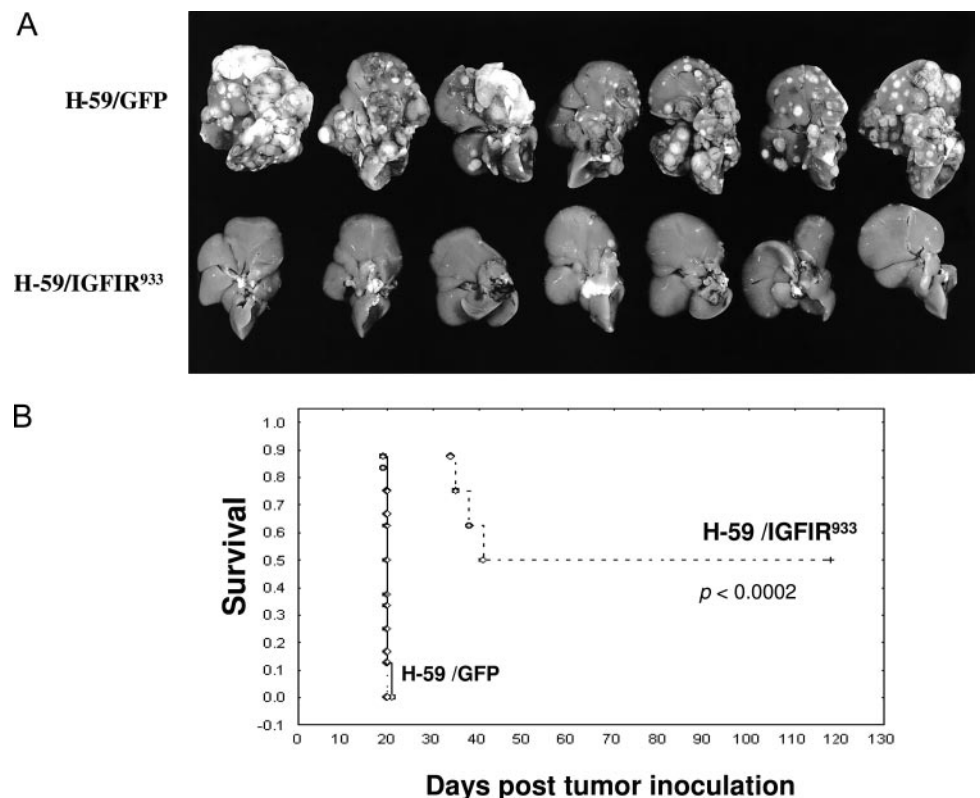 A
H-59/GFP
H-59/IGFIR⁹³³
B
1.0
0.9
0.8
0.7
0.6
0.5
0.4
0.3
0.2
0.1
0.0
-0.1
Survival
H-59 /IGFIR⁹³³
p < 0.0002
H-59 /GFP
0 10 20 30 40 50 60 70 80 90 100 110 120 130
Days post tumor inoculation